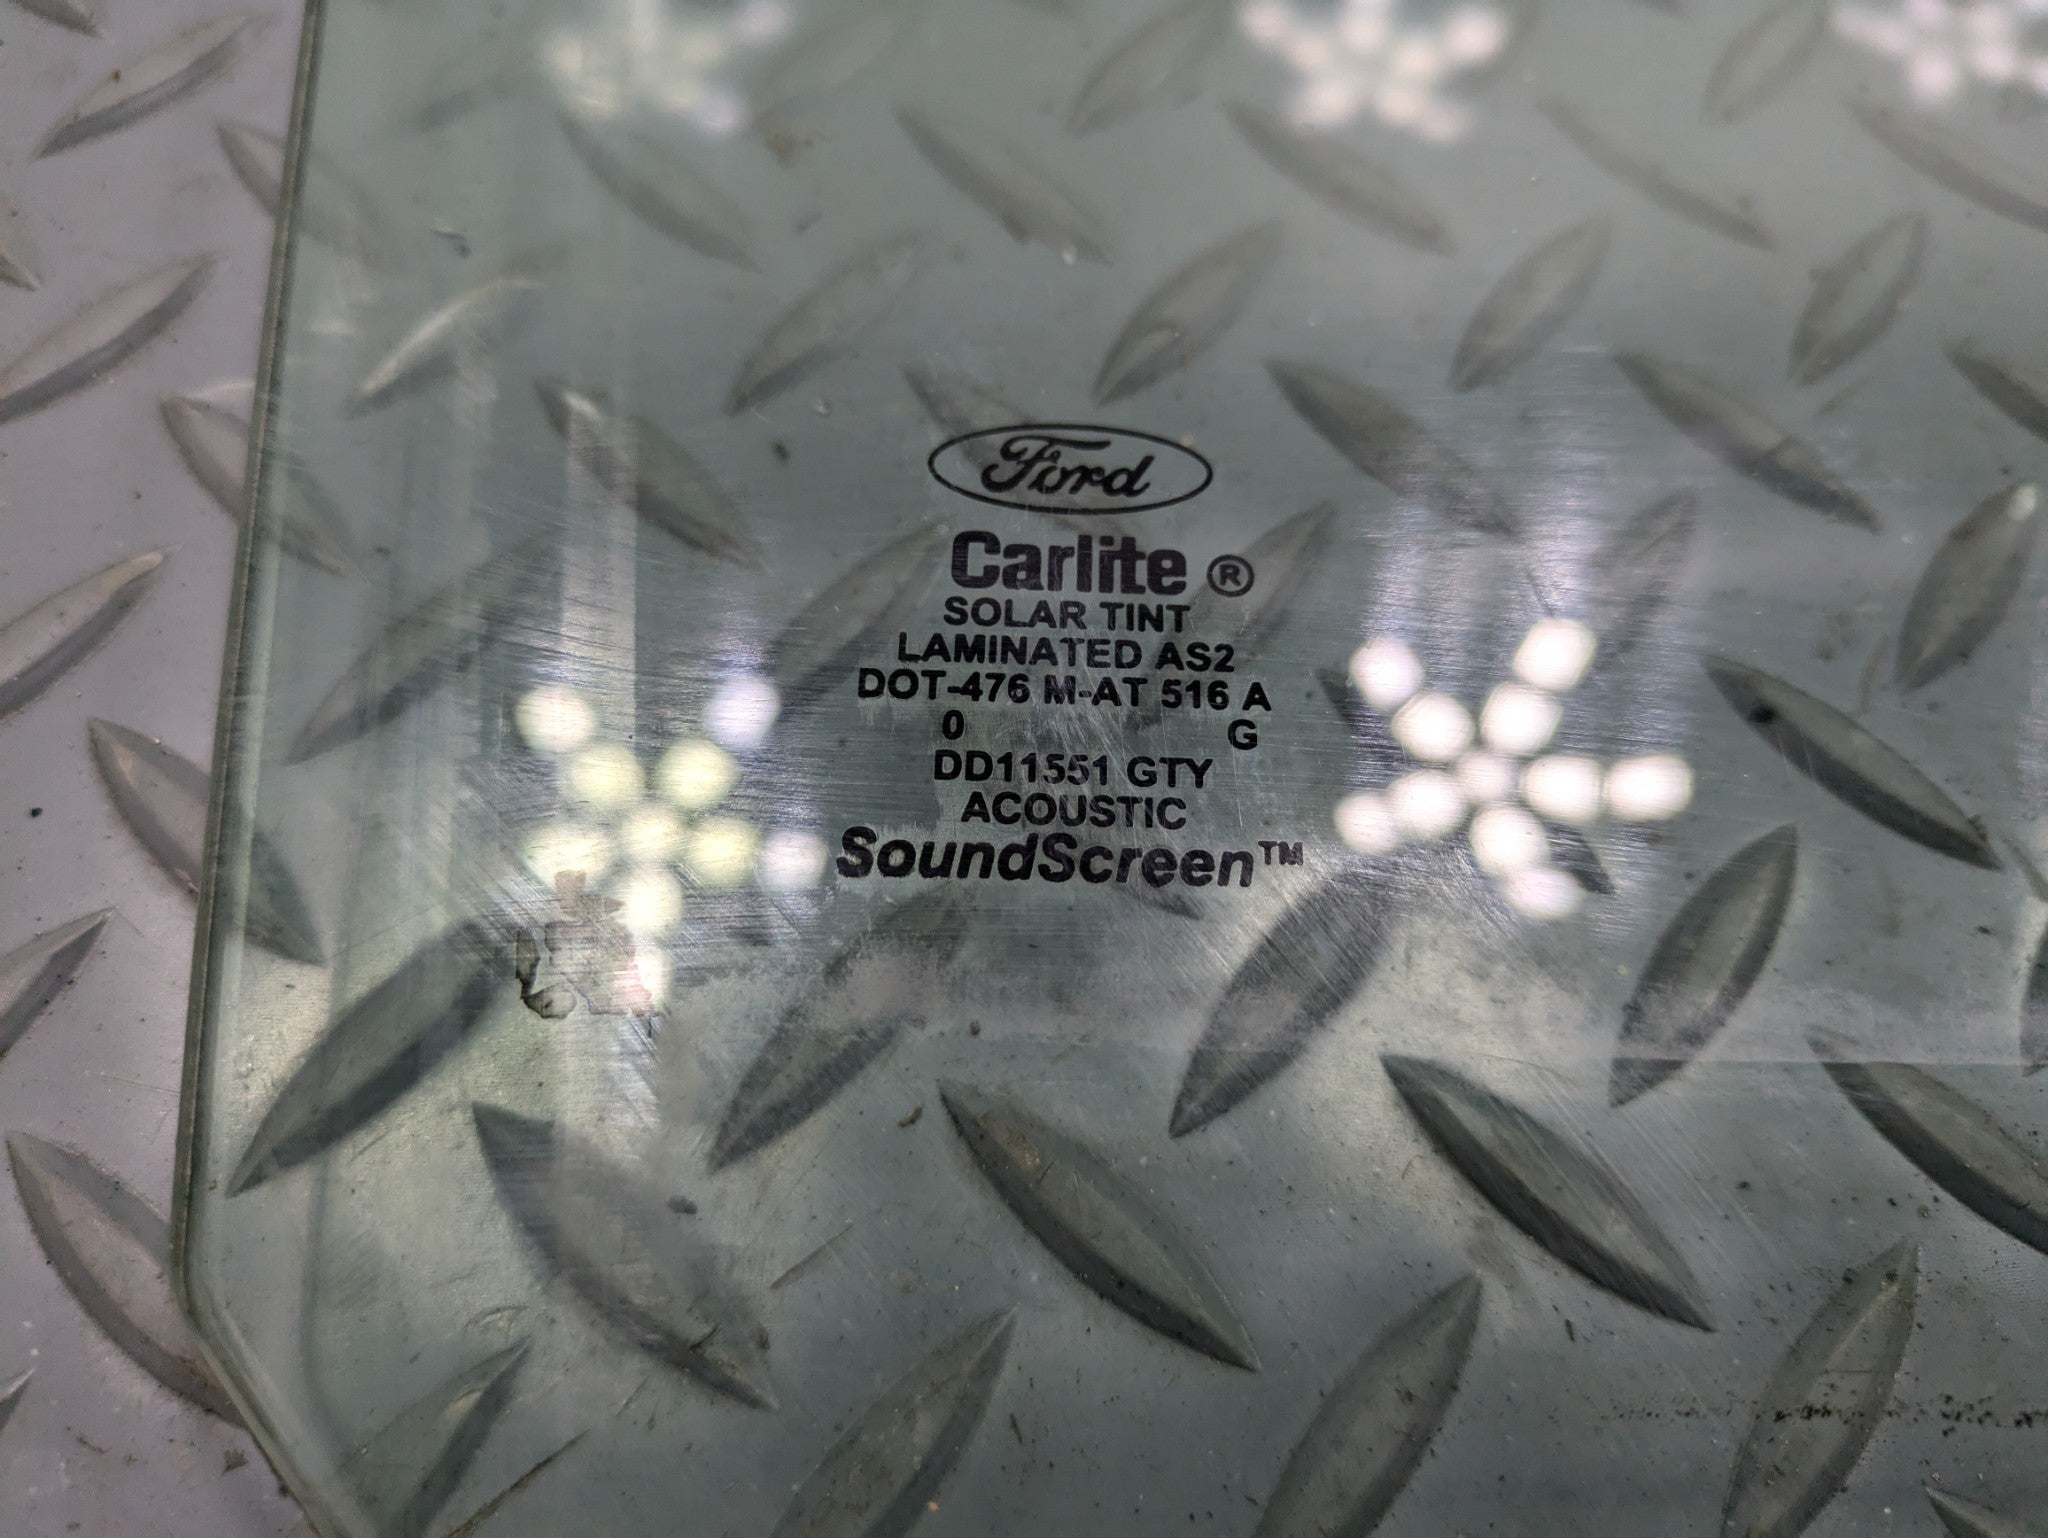 Ford
Carlite ®
SOLAR TINT
LAMINATED AS2
DOT-476 M-AT 516 A
0 G
DD11551 GTY
ACOUSTIC
SoundScreen™